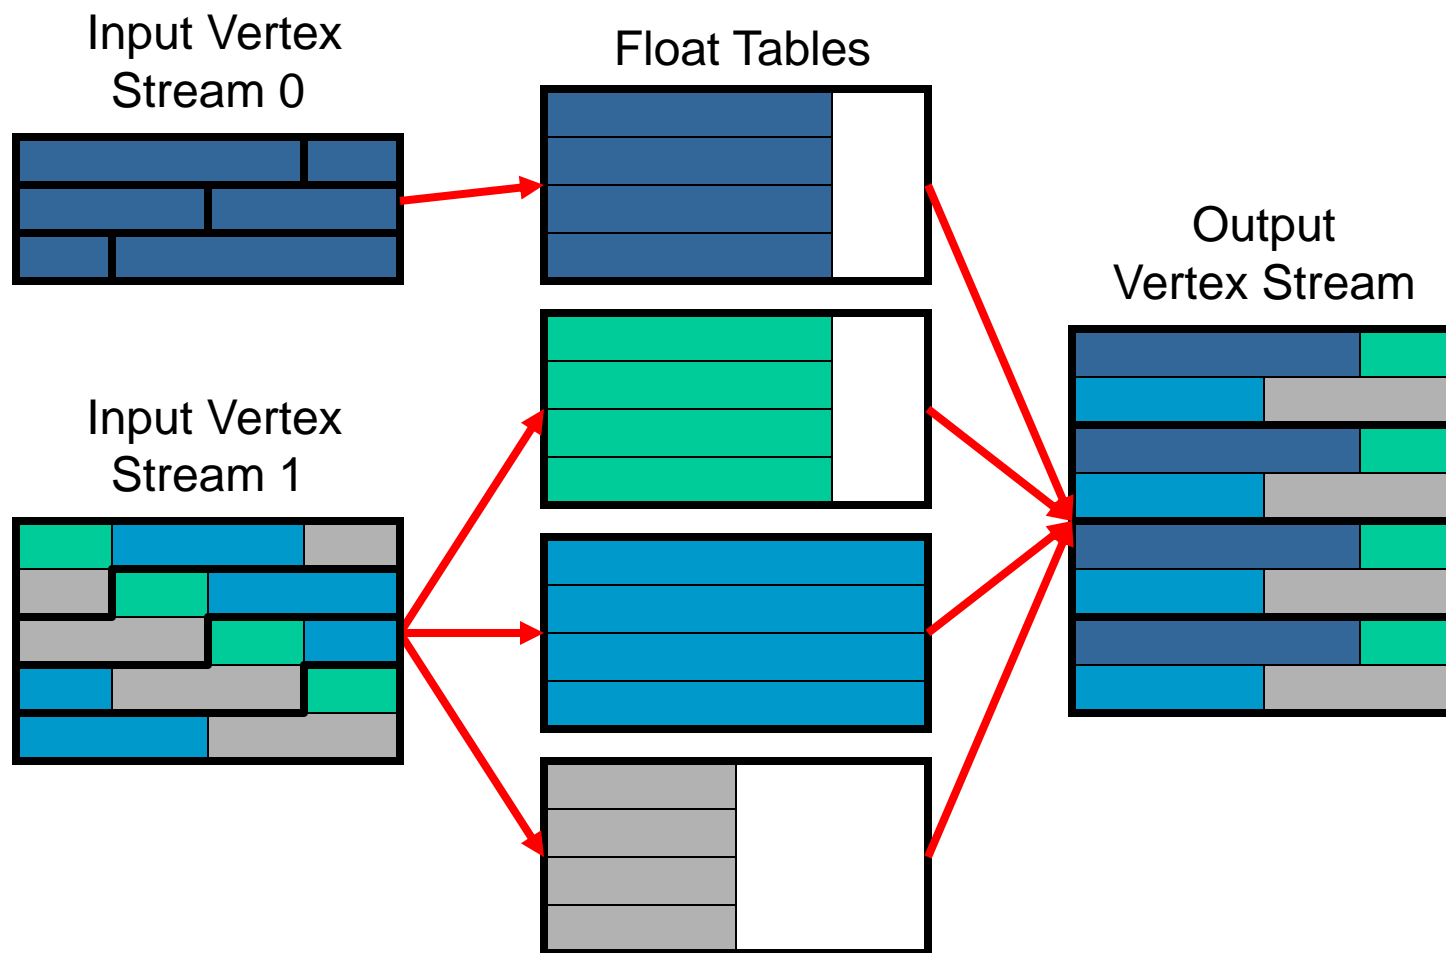 Input Vertex
Stream 0
Float Tables
Output
Vertex Stream
Input Vertex
Stream 1